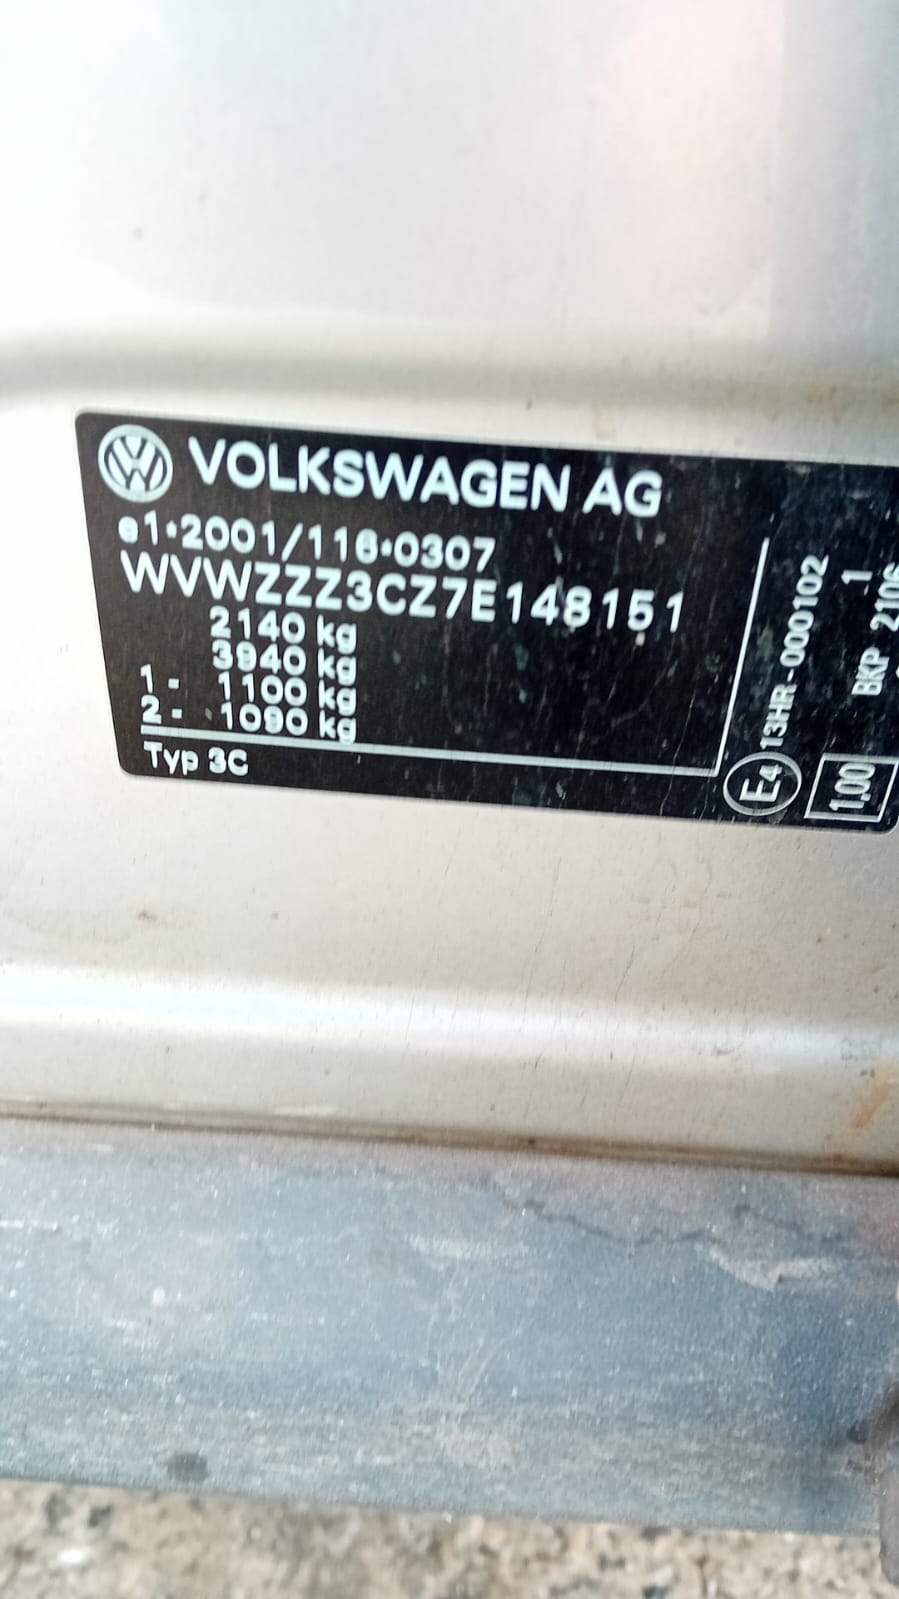 VOLKSWAGEN AG
e1*2001/116*0307
WVWZZZ3CZ7E148151
2140 kg
3940 kg
1 - 1100 kg
2 - 1090 kg
Typ 3C
E4 13HR-000102
1.00 BKP 1
2106